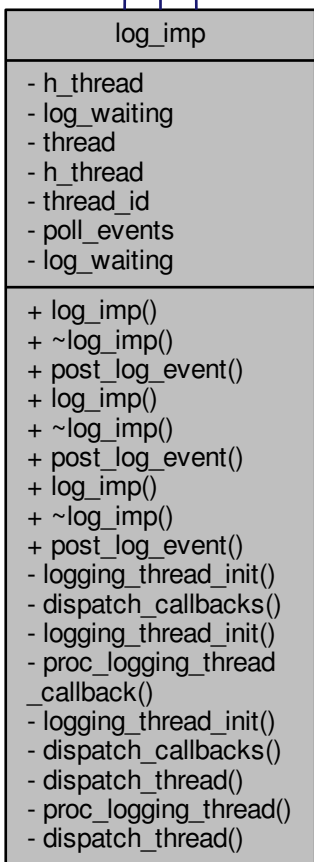 log_imp
- h_thread
- log_waiting
- thread
- h_thread
- thread_id
- poll_events
- log_waiting
+ log_imp()
+ ~log_imp()
+ post_log_event()
+ log_imp()
+ ~log_imp()
+ post_log_event()
+ log_imp()
+ ~log_imp()
+ post_log_event()
- logging_thread_init()
- dispatch_callbacks()
- logging_thread_init()
- proc_logging_thread
_callback()
- logging_thread_init()
- dispatch_callbacks()
- dispatch_thread()
- proc_logging_thread()
- dispatch_thread()